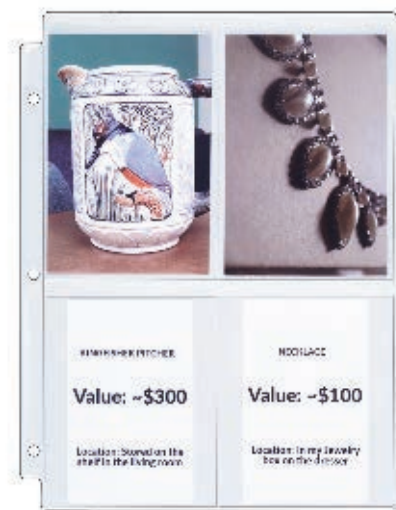 KINGFISHER PITCHER
Value: ~$300
Location: Stored on the
shelf in the living room
NECKLACE
Value: ~$100
Location: In my Jewelry
box on the dresser